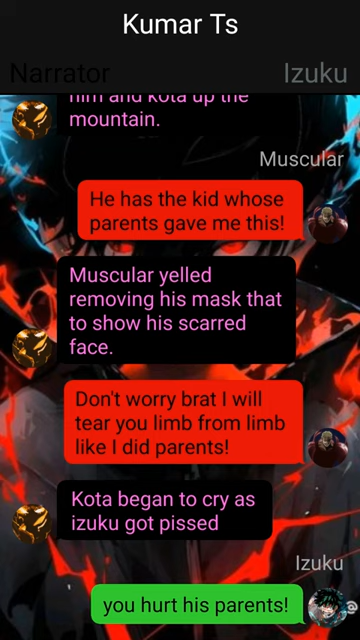 Kumar Ts
Narrator
Izuku
him and kota up the
mountain.
Muscular
He has the kid whose
parents gave me this!
Muscular yelled
removing his mask that
to show his scarred
face.
Don't worry brat I will
tear you limb from limb
like I did parents!
Kota began to cry as
izuku got pissed
Izuku
you hurt his parents!